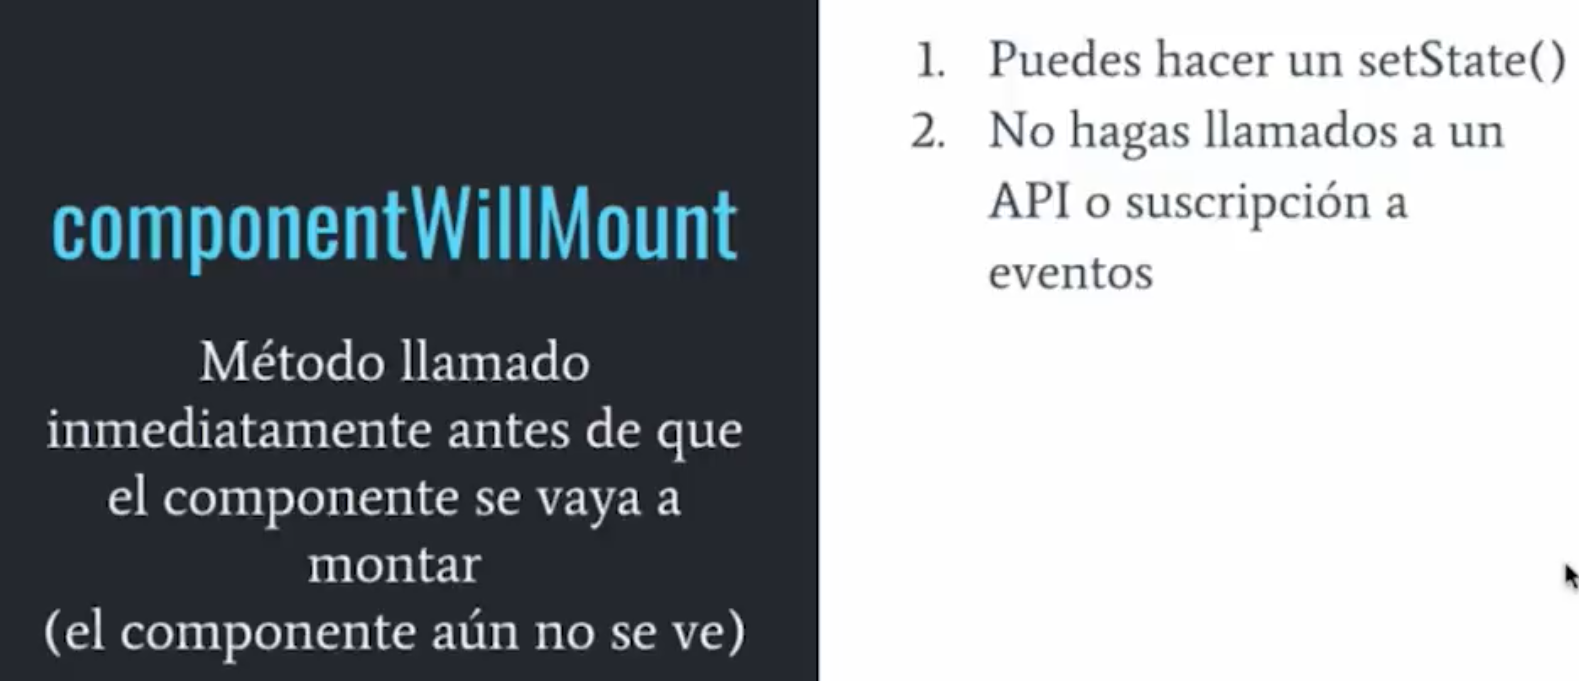 componentWillMount
Método llamado
inmediatamente antes de que
el componente se vaya a
montar
(el componente aún no se ve)
1. Puedes hacer un setState()
2. No hagas llamados a un
API o suscripción a
eventos